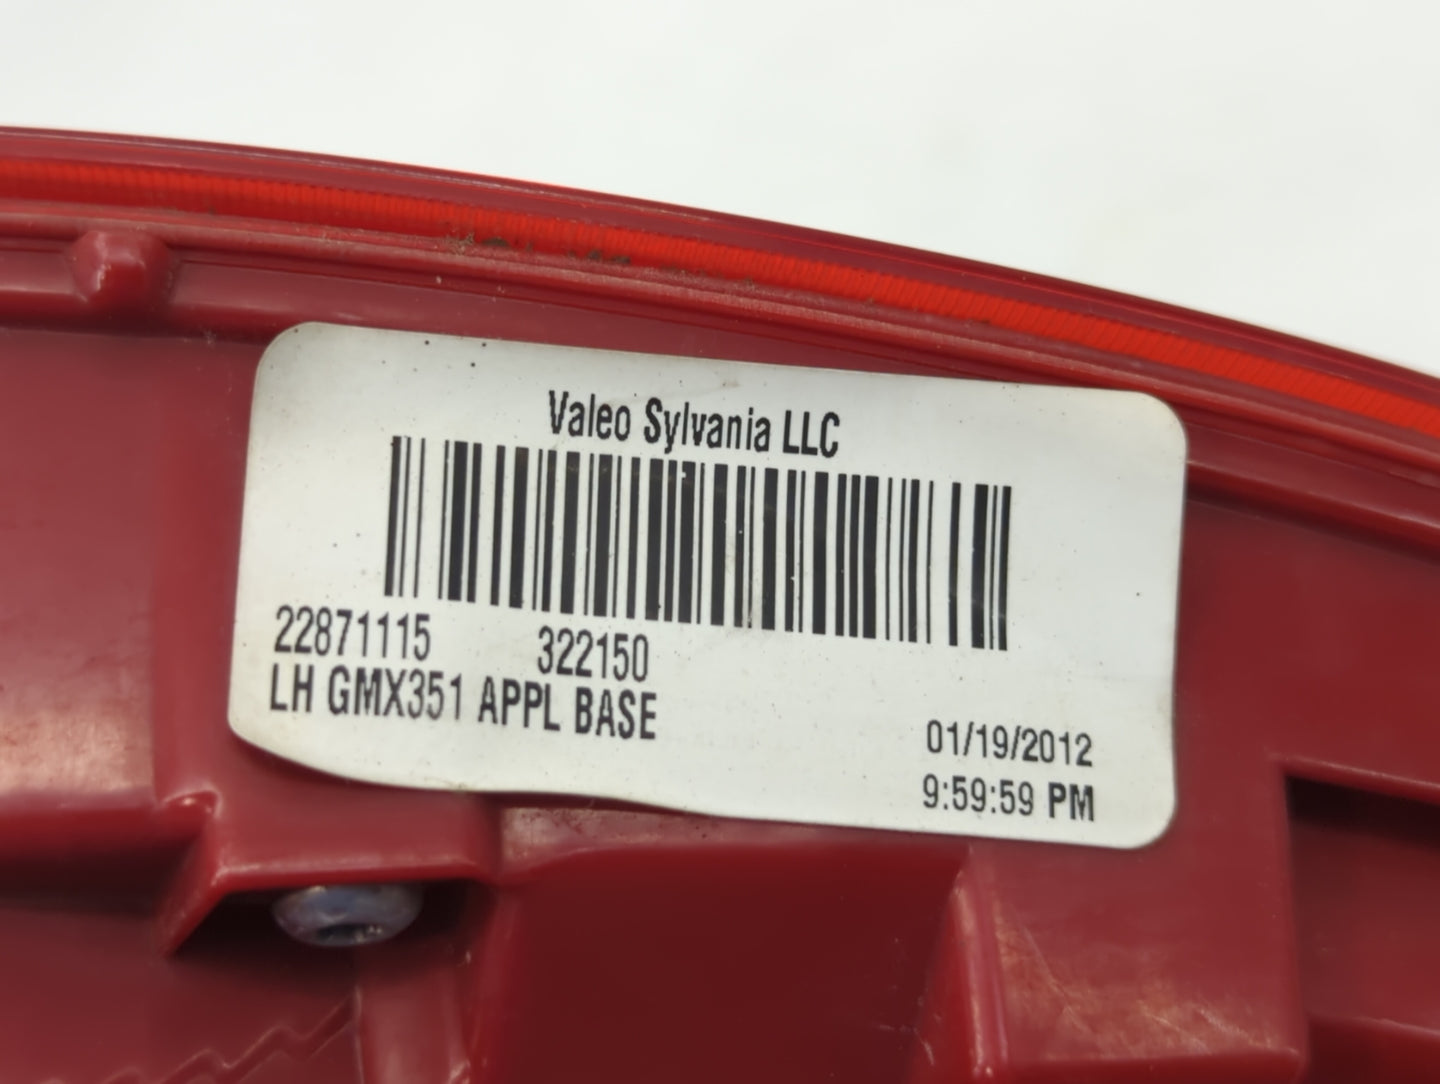 Valeo Sylvania LLC
22871115 322150
LH GMX351 APPL BASE
01/19/2012
9:59:59 PM